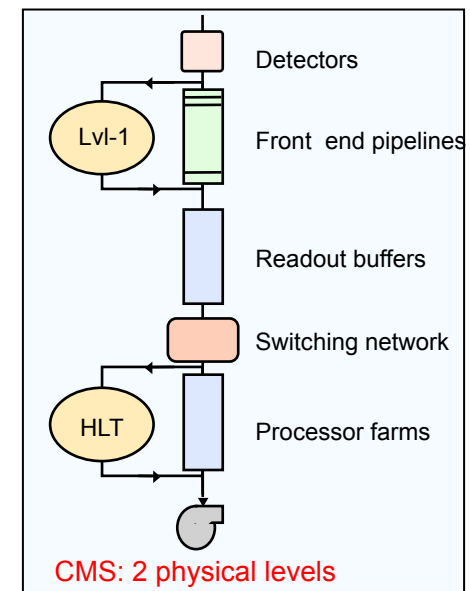 Detectors
Lvl-1
Front end pipelines
Readout buffers
Switching network
HLT
Processor farms
CMS: 2 physical levels